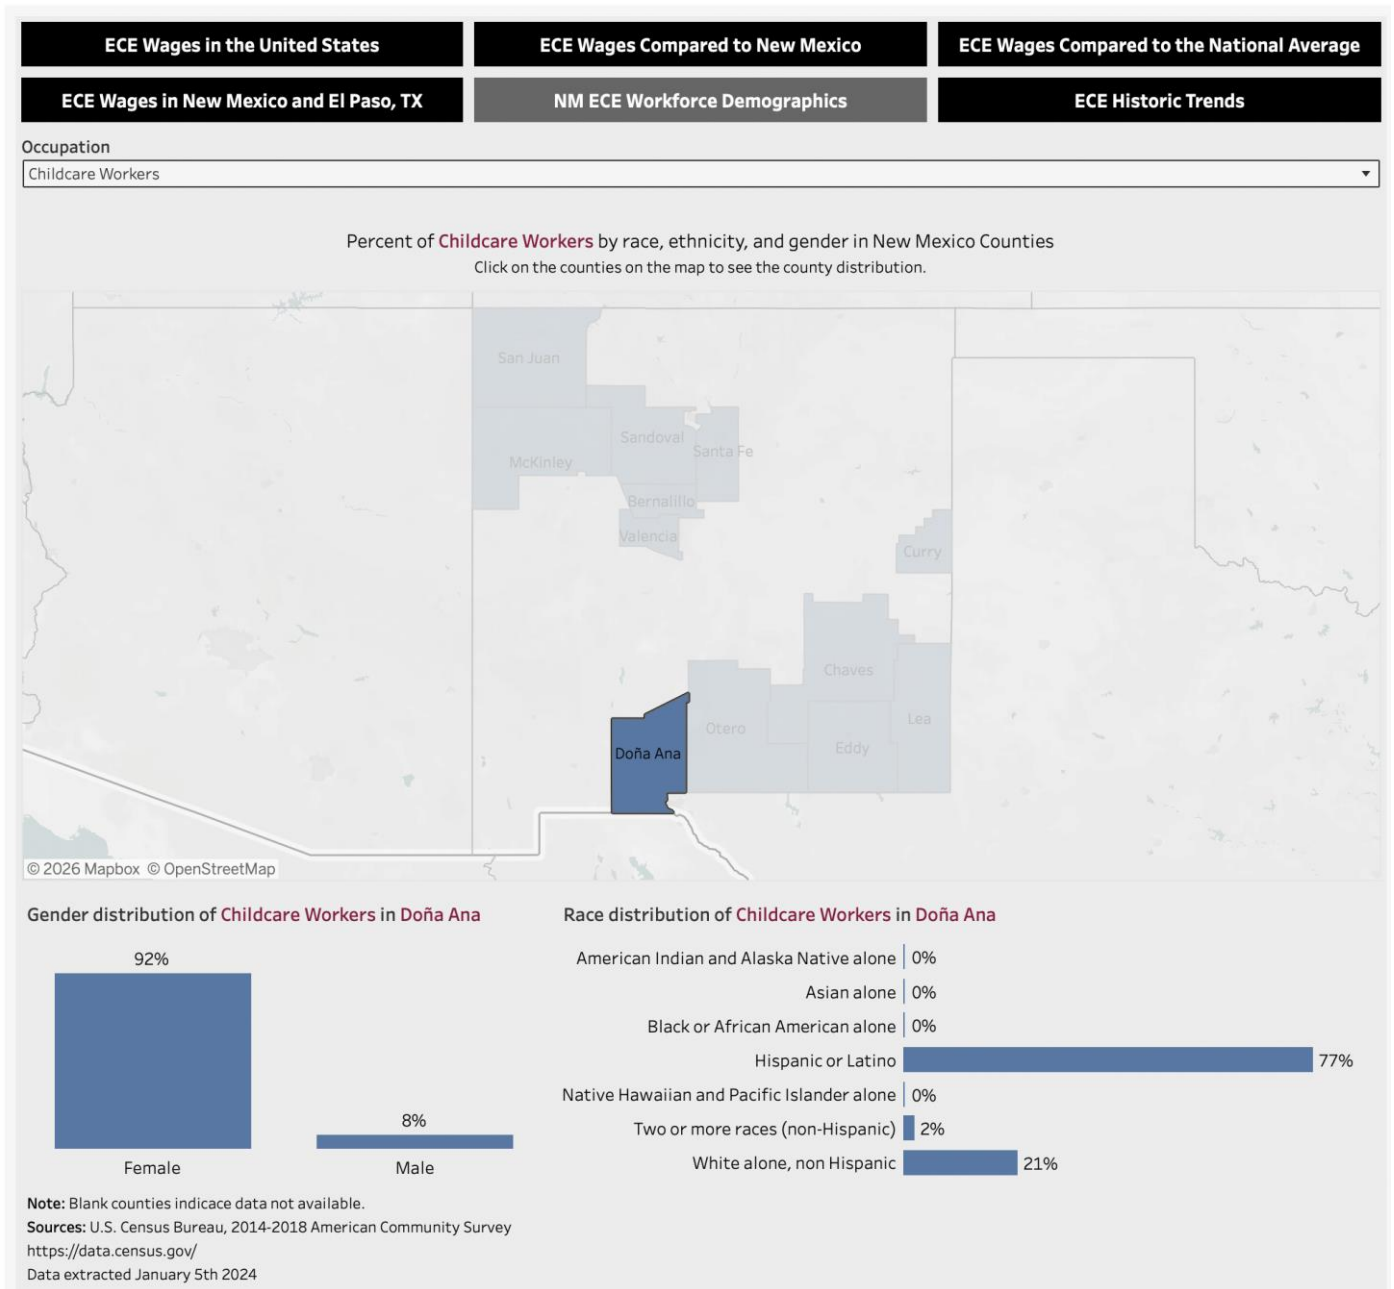 ECE Wages in the United States
ECE Wages Compared to New Mexico
ECE Wages Compared to the National Average
ECE Wages in New Mexico and El Paso, TX
NM ECE Workforce Demographics
ECE Historic Trends
Occupation
Childcare Workers
Percent of Childcare Workers by race, ethnicity, and gender in New Mexico Counties
Click on the counties on the map to see the county distribution.
San Juan
Sandoval
Santa Fe
McKinley
Bernalillo
Valencia
Curry
Chaves
Lea
Otero
Eddy
Doña Ana
© 2026 Mapbox © OpenStreetMap
Gender distribution of Childcare Workers in Doña Ana
92%
8%
Female
Male
Race distribution of Childcare Workers in Doña Ana
American Indian and Alaska Native alone 0%
Asian alone 0%
Black or African American alone 0%
Hispanic or Latino 77%
Native Hawaiian and Pacific Islander alone 0%
Two or more races (non-Hispanic) 2%
White alone, non Hispanic 21%
Note: Blank counties indicace data not available.
Sources: U.S. Census Bureau, 2014-2018 American Community Survey
https://data.census.gov/
Data extracted January 5th 2024